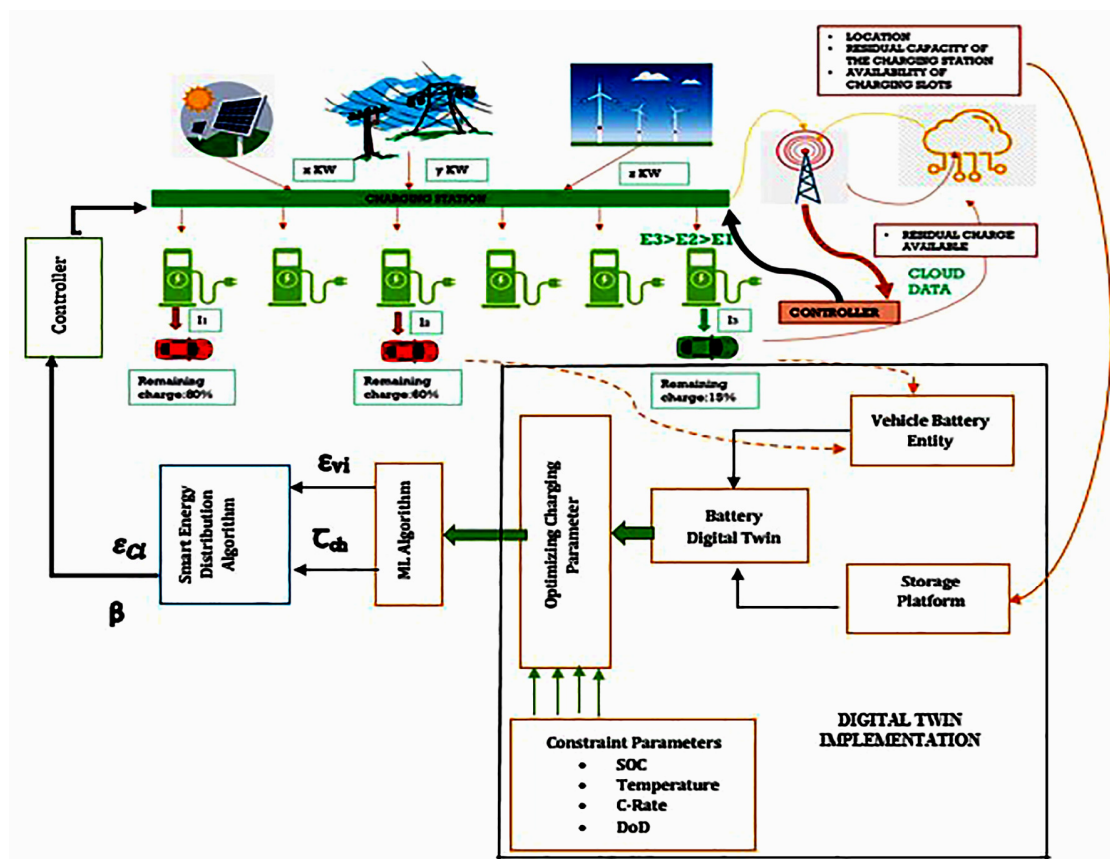 • LOCATION
• RESIDUAL CAPACITY OF
THE CHARGING STATION
• AVAILABILITY OF
CHARGING SLOTS
x KW
y KW
z KW
CHARGING STATION
E3>E2>E1
• RESIDUAL CHARGE
AVAILABLE
CLOUD
DATA
CONTROLLER
Controller
I₁
I₂
I₃
Remaining
charge:80%
Remaining
charge:60%
Remaining
charge:15%
Vehicle Battery
Entity
Battery
Digital Twin
Storage
Platform
Optimizing Charging
Parameter
ML Algorithm
εvi
τch
Smart Energy
Distribution
Algorithm
εCi
β
Constraint Parameters
• SOC
• Temperature
• C-Rate
• DoD
DIGITAL TWIN
IMPLEMENTATION